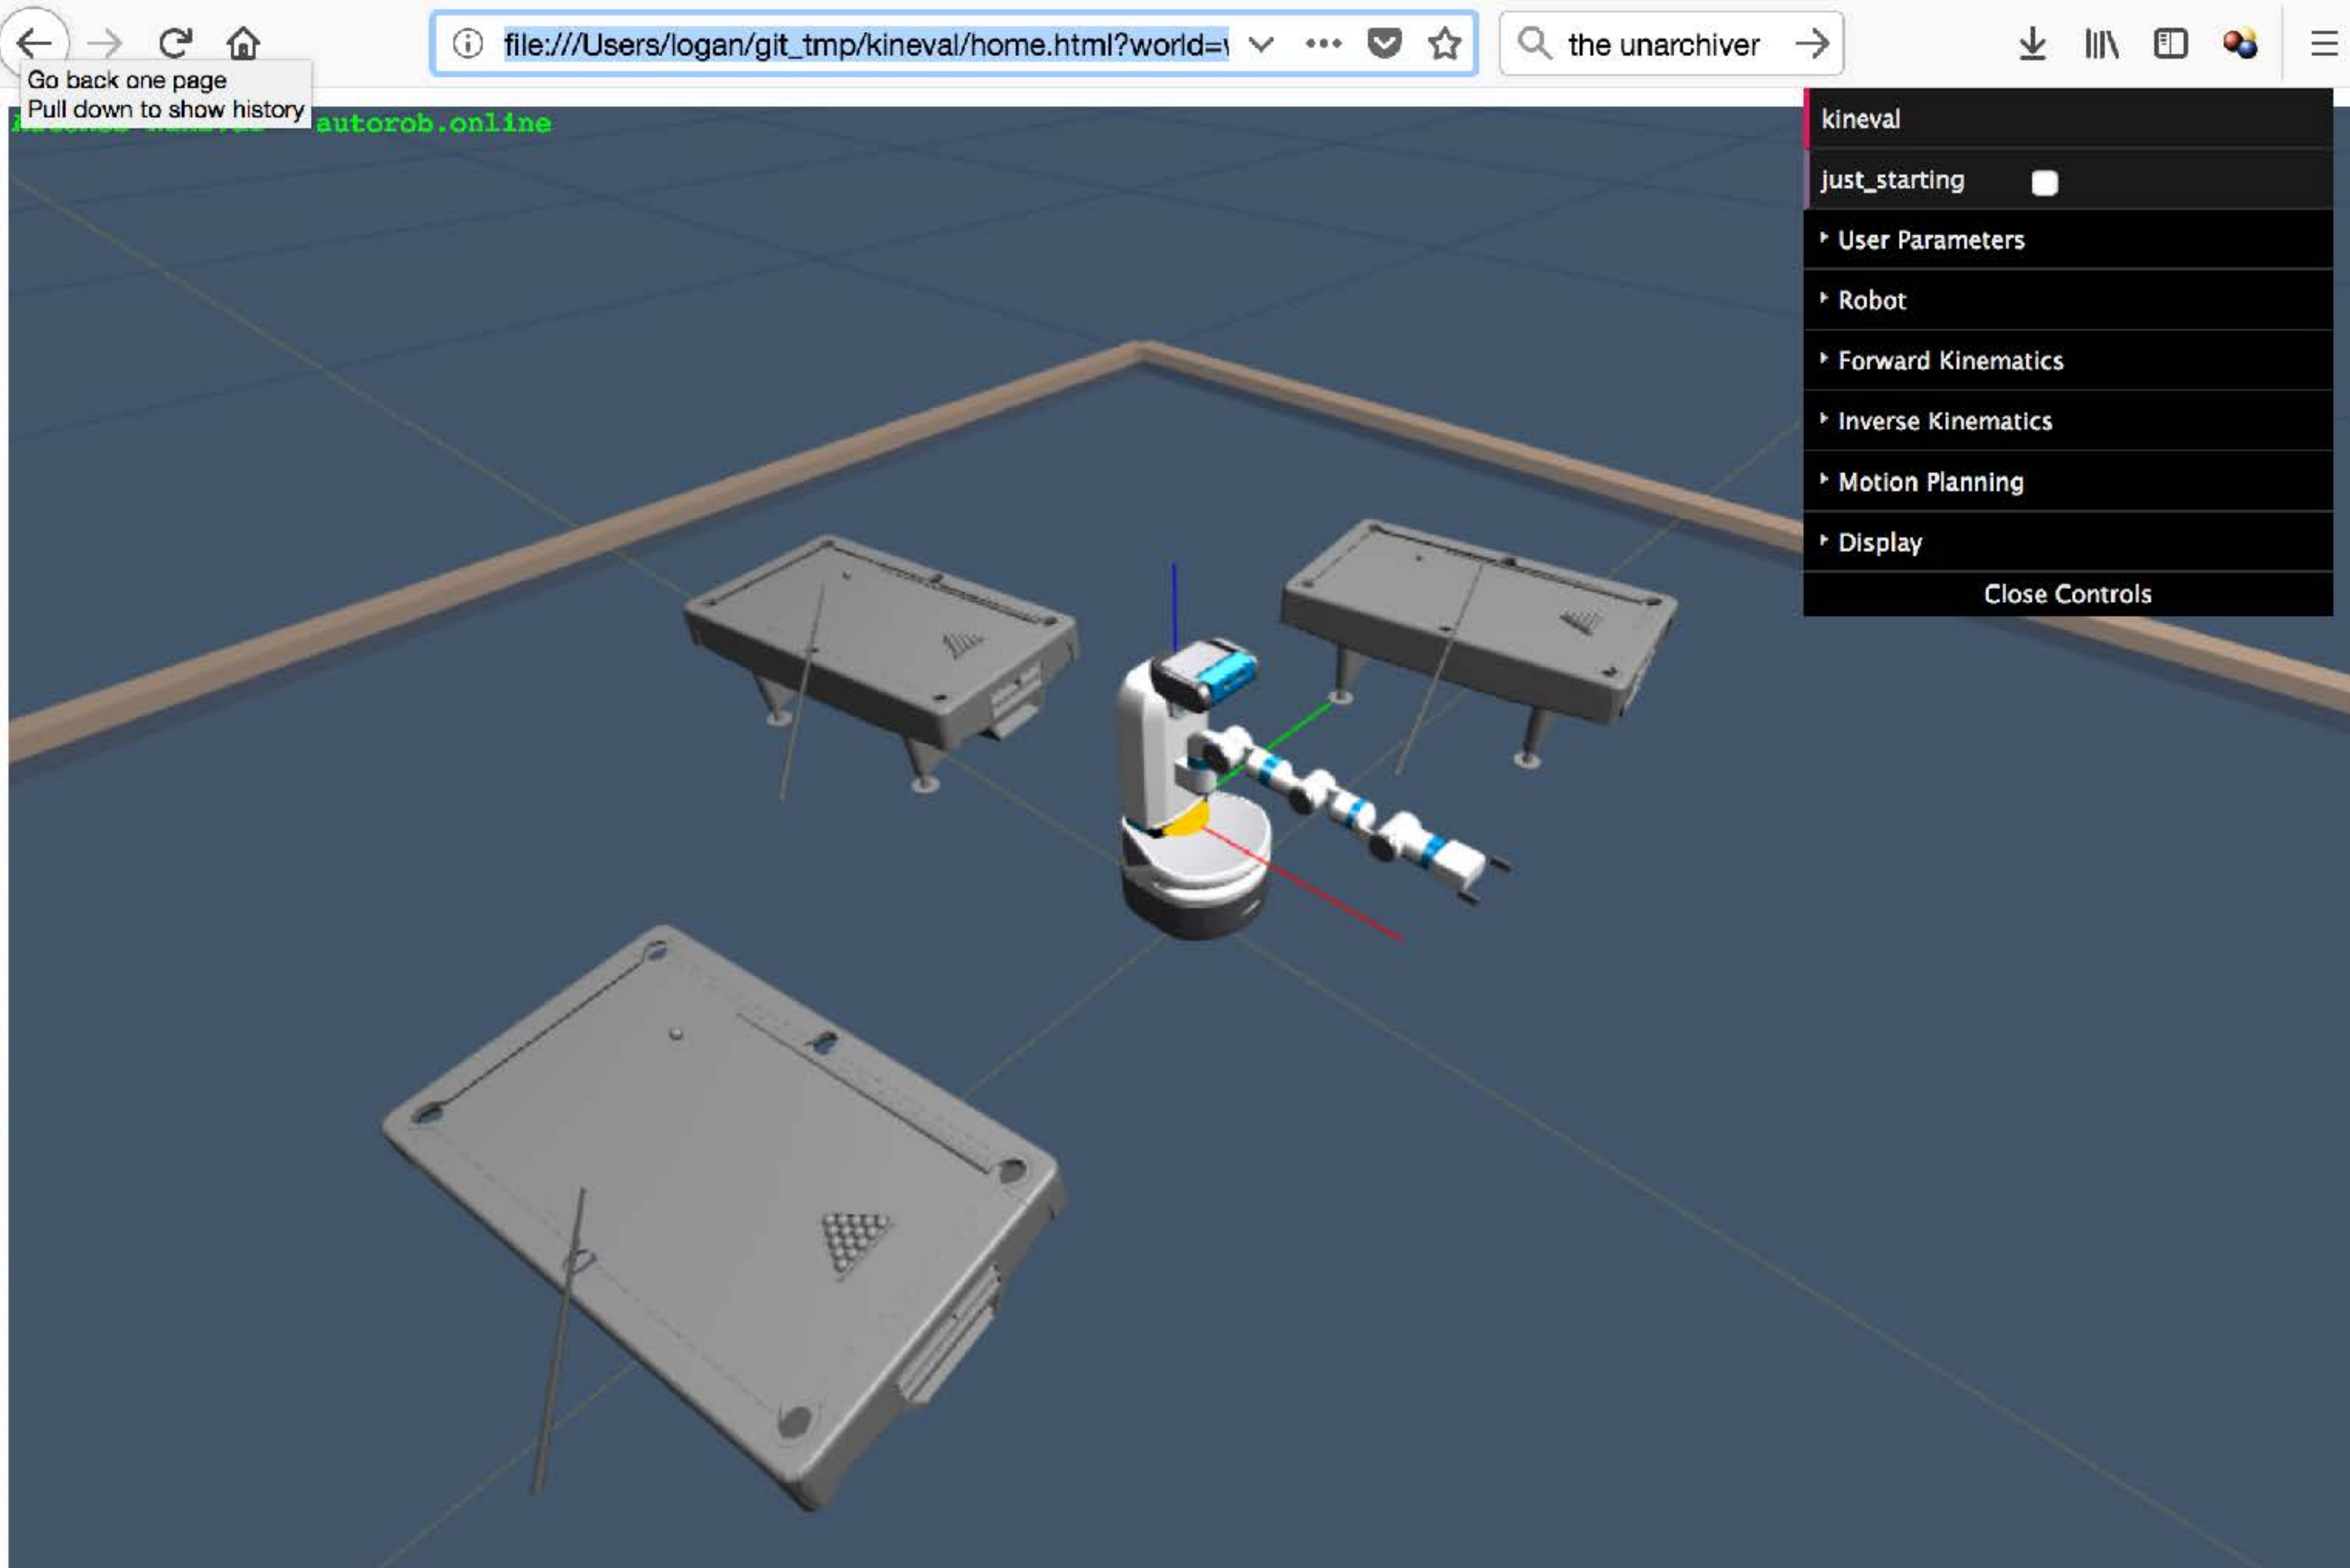 file:///Users/logan/git_tmp/kineval/home.html?world=
the unarchiver
Go back one page
Pull down to show history
autorob.online
kineval
just_starting
User Parameters
Robot
Forward Kinematics
Inverse Kinematics
Motion Planning
Display
Close Controls